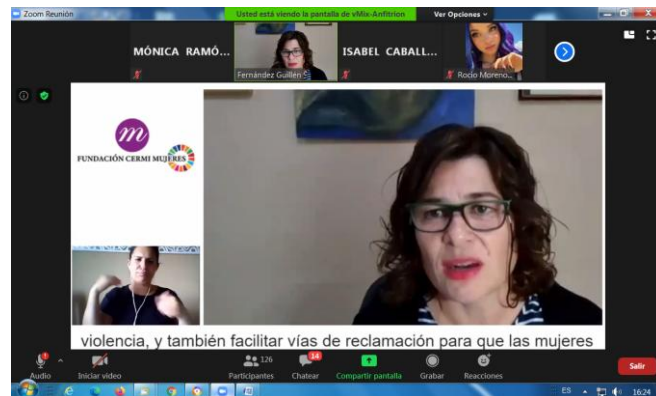 Zoom Reunión
Usted está viendo la pantalla de vMix-Anfitrion
Ver Opciones
MÓNICA RAMÓ...
Fernández Guillén S
ISABEL CABALL...
Rocio Moreno...
m
FUNDACIÓN CERMI MUJERES
violencia, y también facilitar vías de reclamación para que las mujeres
Audio
Iniciar video
126
Participantes
14
Chatear
Compartir pantalla
Grabar
Reacciones
Salir
ES
16:24